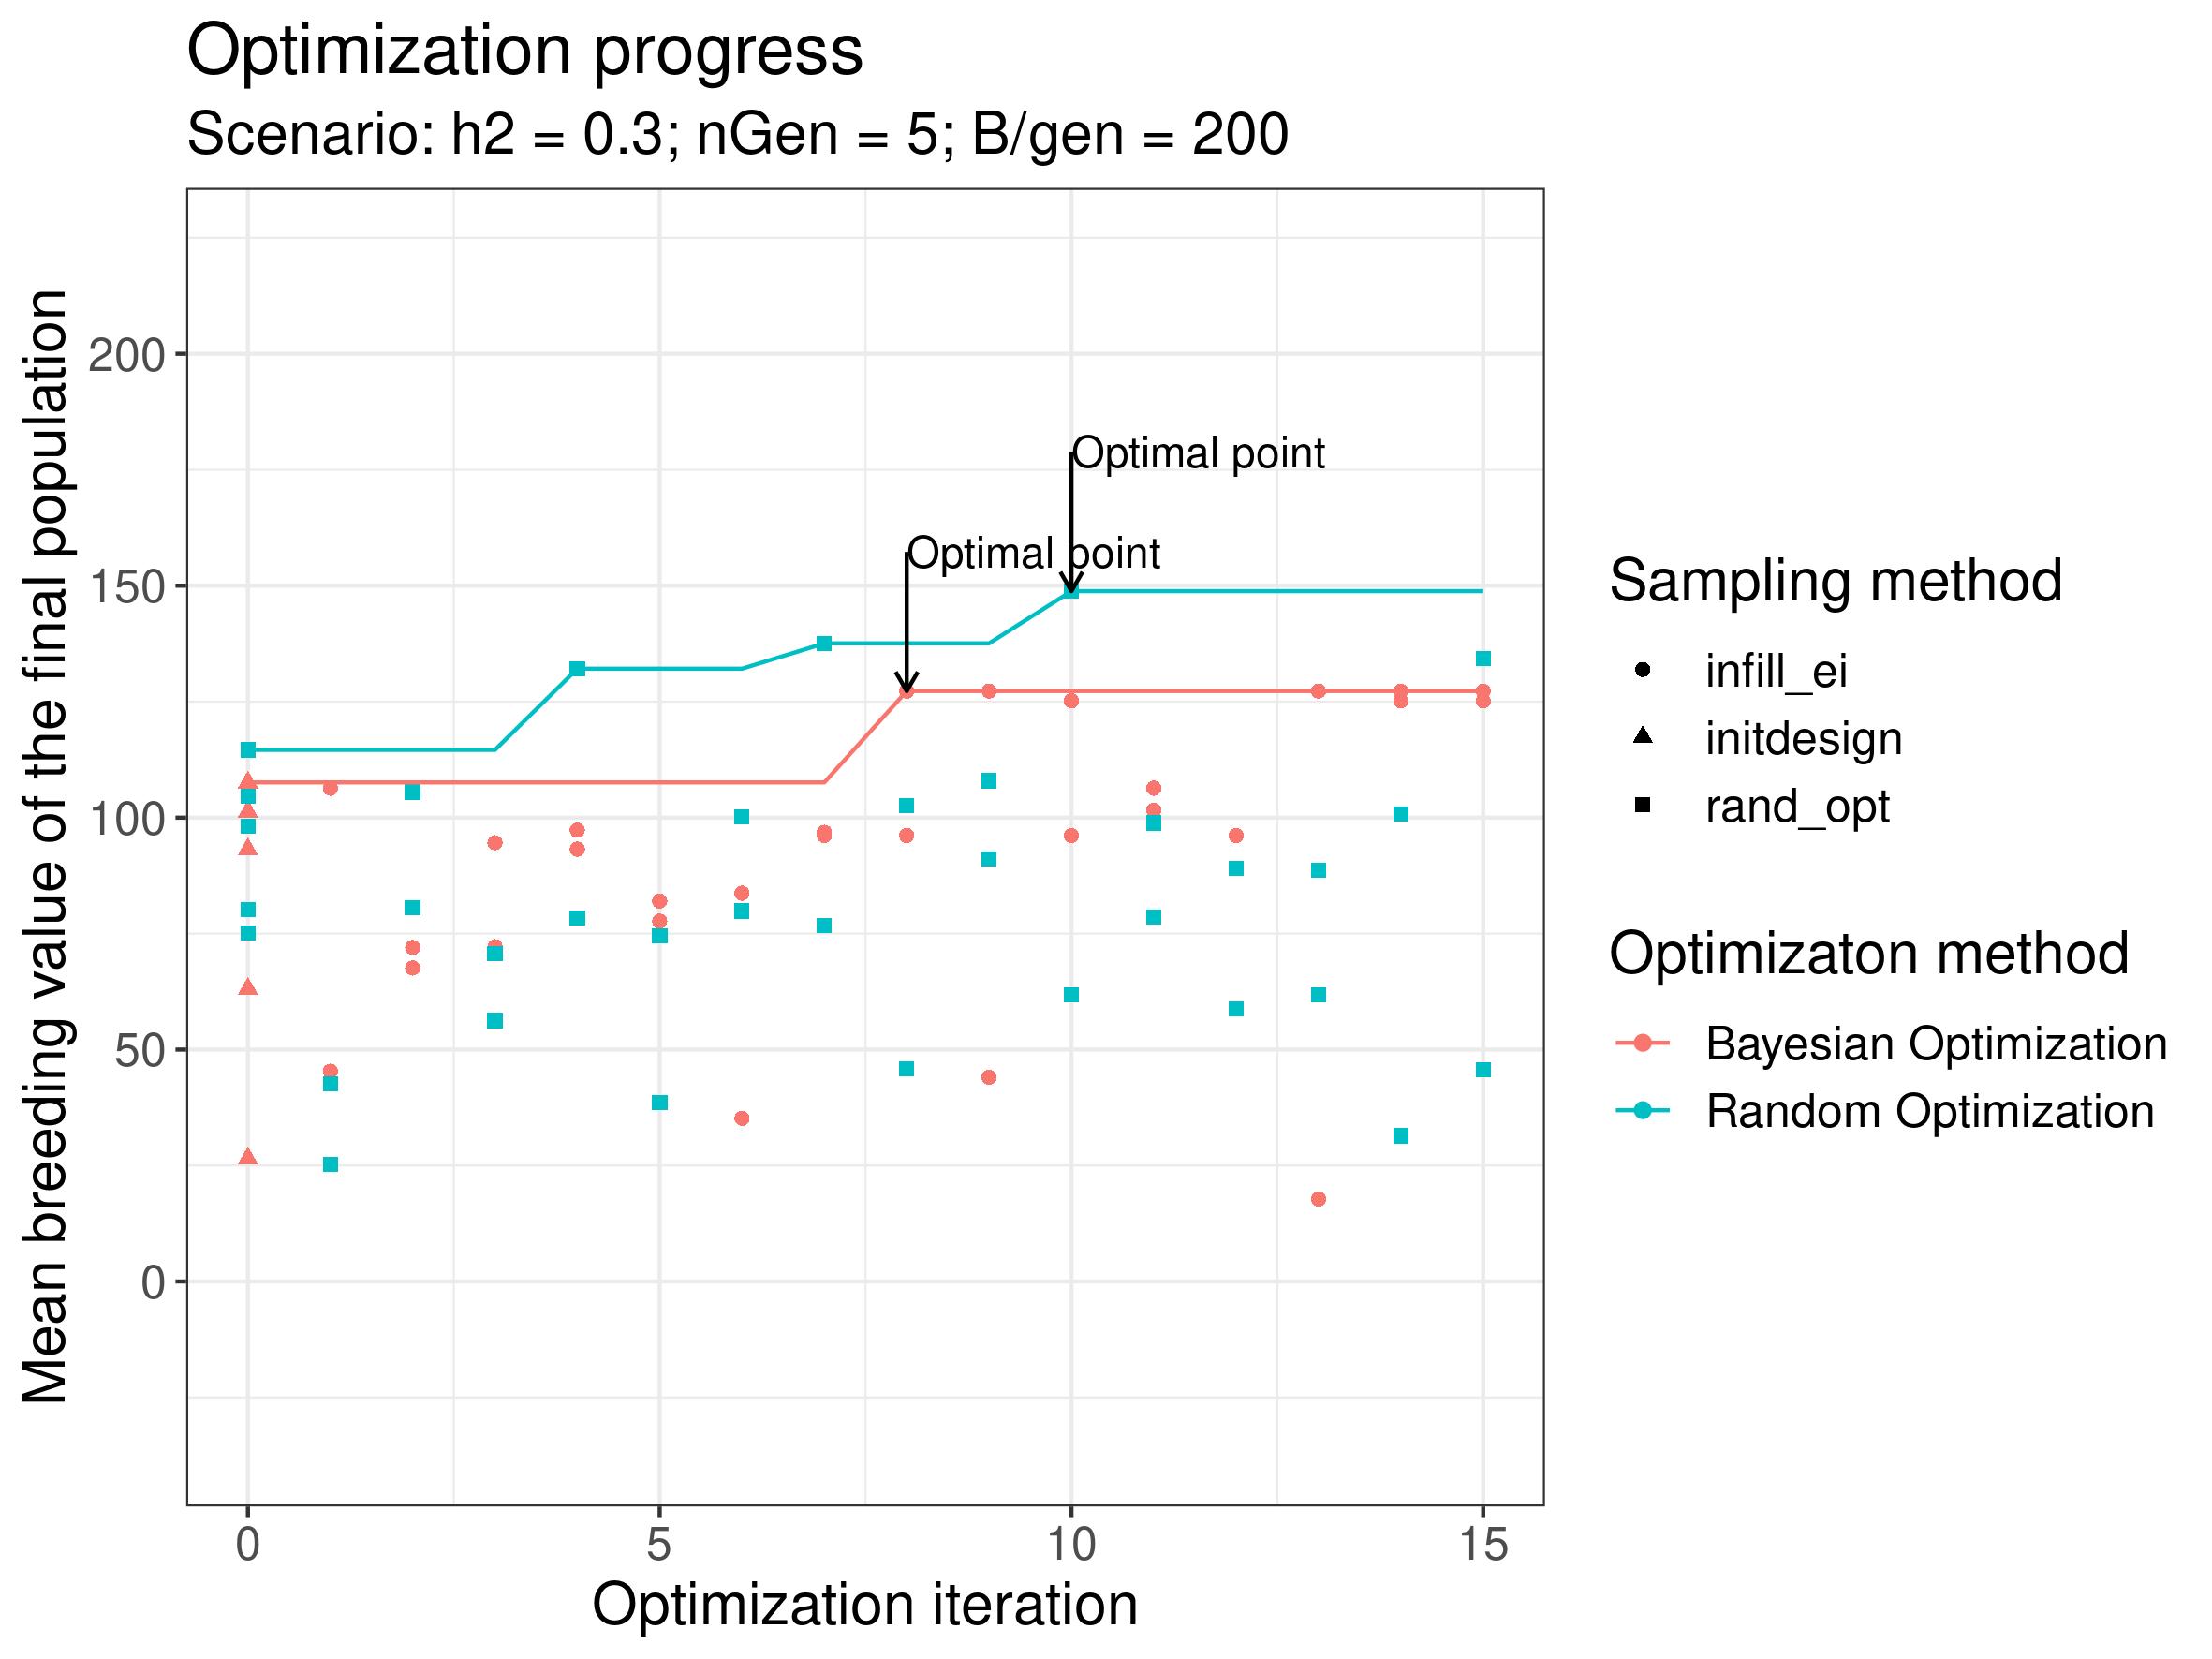 Optimization progress
Scenario: h2 = 0.3; nGen = 5; B/gen = 200
Mean breeding value of the final population
200
150
100
50
0
Optimal point
Optimal point
0
5
10
15
Optimization iteration
Sampling method
infill_ei
initdesign
rand_opt
Optimizaton method
Bayesian Optimization
Random Optimization